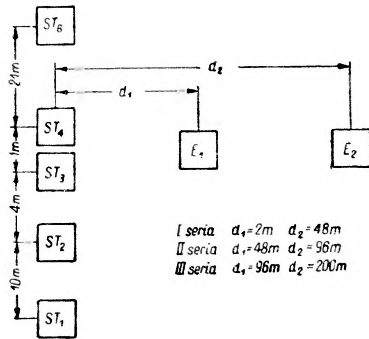 ST₆
21m
d₂
d₁
ST₄
E₁
E₂
1m
ST₃
4m
ST₂
10m
ST₁
I seria d₁=2m d₂=48m
II seria d₁=48m d₂=96m
III seria d₁=96m d₂=200m